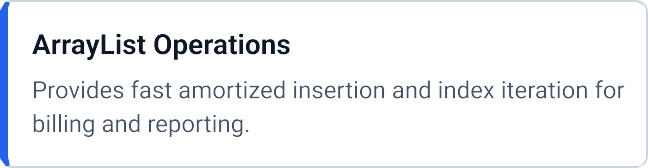 ArrayList Operations
Provides fast amortized insertion and index iteration for
billing and reporting.